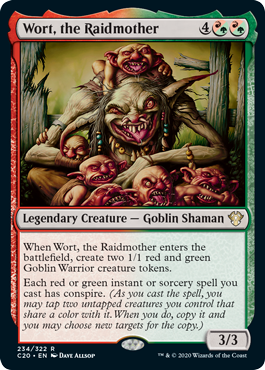 Wort, the Raidmother 4
Legendary Creature — Goblin Shaman
When Wort, the Raidmother enters the
battlefield, create two 1/1 red and green
Goblin Warrior creature tokens.
Each red or green instant or sorcery spell you
cast has conspire. (As you cast the spell, you
may tap two untapped creatures you control that
share a color with it. When you do, copy it and
you may choose new targets for the copy.)
3/3
234/322 R
C20 • EN Dave Allsop
™ & © 2020 Wizards of the Coast